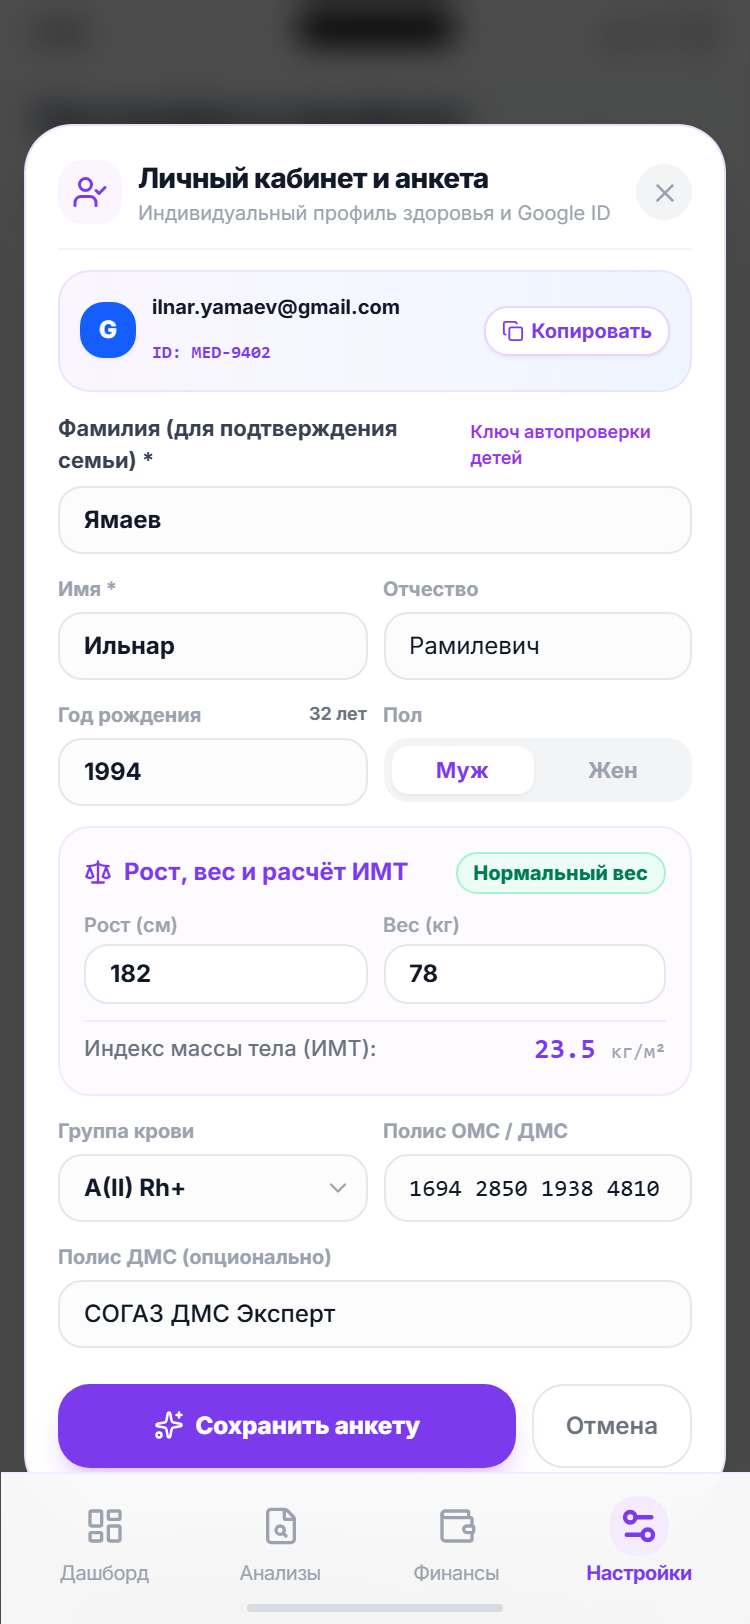 Личный кабинет и анкета
Индивидуальный профиль здоровья и Google ID
G
ilnar.yamaev@gmail.com
ID: MED-9402
Копировать
Фамилия (для подтверждения
семьи) *
Ключ автопроверки
детей
Ямаев
Имя *
Отчество
Ильнар
Рамилевич
Год рождения
32 лет
Пол
1994
Муж
Жен
Рост, вес и расчёт ИМТ
Нормальный вес
Рост (см)
Вес (кг)
182
78
Индекс массы тела (ИМТ):
23.5 кг/м²
Группа крови
Полис ОМС / ДМС
A(II) Rh+
1694 2850 1938 4810
Полис ДМС (опционально)
СОГАЗ ДМС Эксперт
Сохранить анкету
Отмена
Дашборд
Анализы
Финансы
Настройки